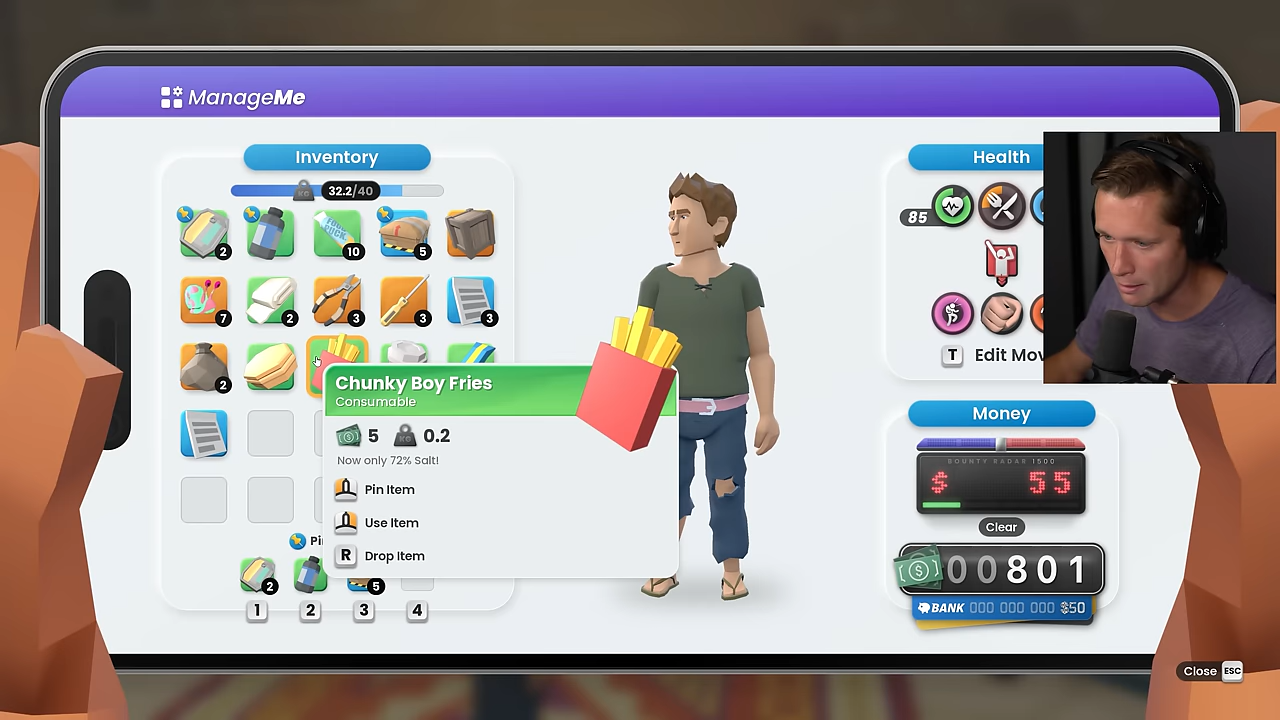 ManageMe
Inventory
Health
32.2/40
2
10
5
85
7
2
3
3
3
2
Chunky Boy Fries
Consumable
5
KG
0.2
Now only 72% Salt!
Pin Item
Use Item
R
Drop Item
T
Edit Mov
Money
BOUNTY RADAR 1500
$ 55
Clear
$
00801
BANK 000 000 000 $50
Pi
2
5
1
2
3
4
Close
ESC